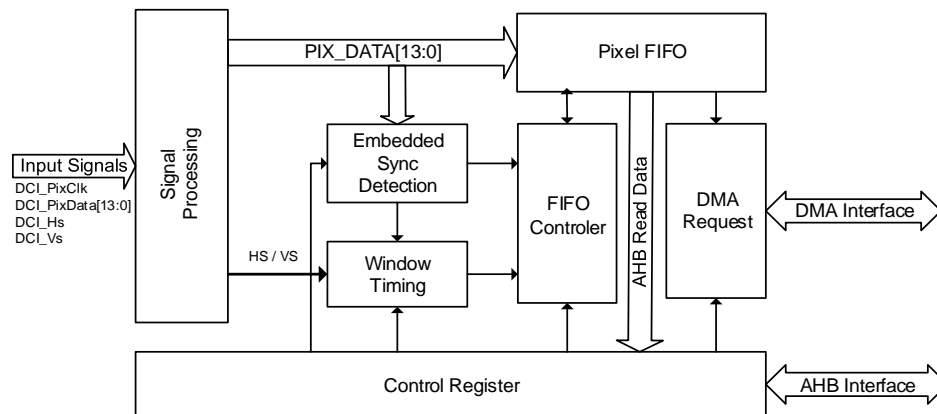 PIX_DATA[13:0]
Pixel FIFO
Signal
Processing
Input Signals
DCI_PixClk
DCI_PixData[13:0]
DCI_Hs
DCI_Vs
Embedded
Sync
Detection
HS / VS
Window
Timing
FIFO
Controler
AHB Read Data
DMA
Request
DMA Interface
Control Register
AHB Interface